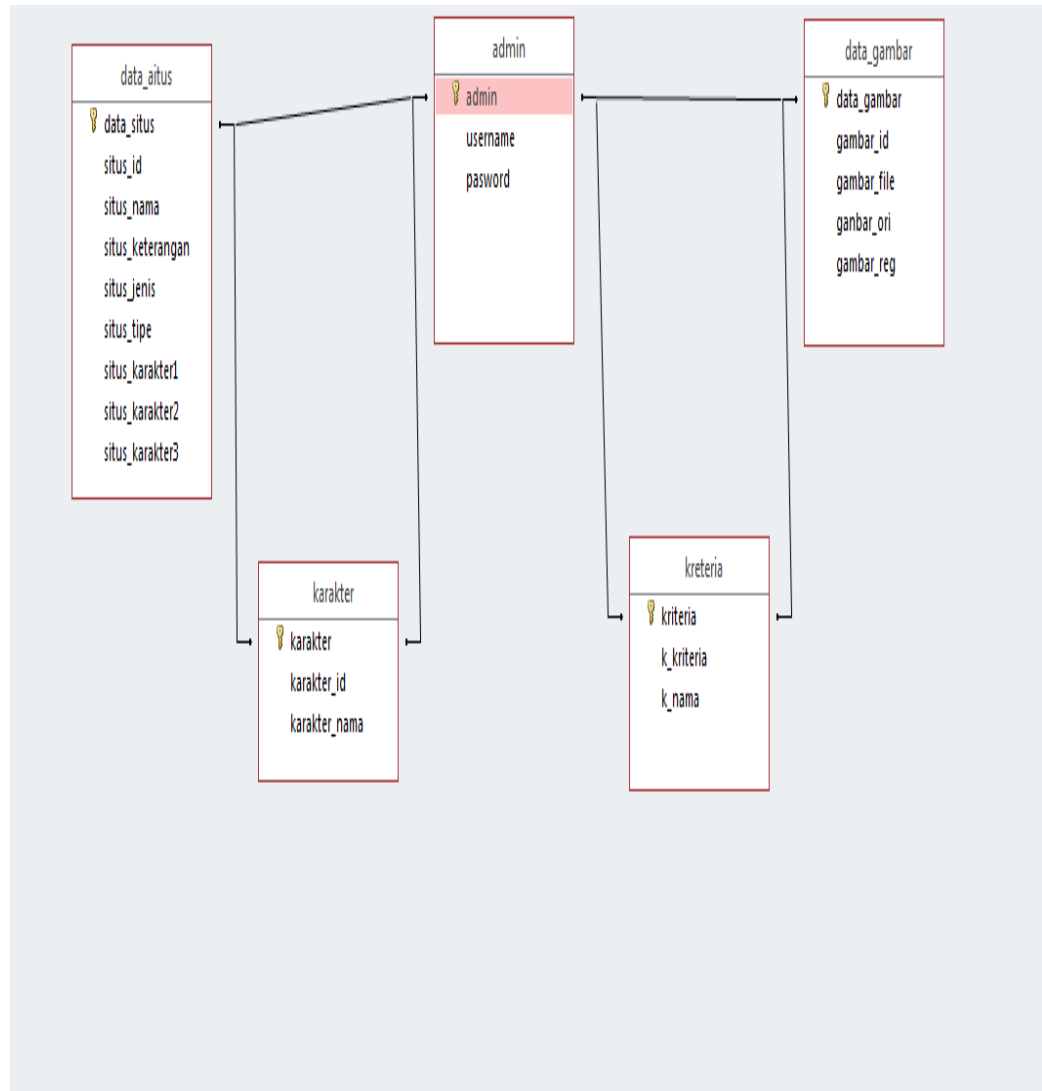 data_aitus
data_situs
situs_id
situs_nama
situs_keterangan
situs_jenis
situs_tipe
situs_karakter1
situs_karakter2
situs_karakter3
admin
admin
username
pasword
data_gambar
data_gambar
gambar_id
gambar_file
ganbar_ori
gambar_reg
karakter
karakter
karakter_id
karakter_nama
kreteria
kriteria
k_kriteria
k_nama